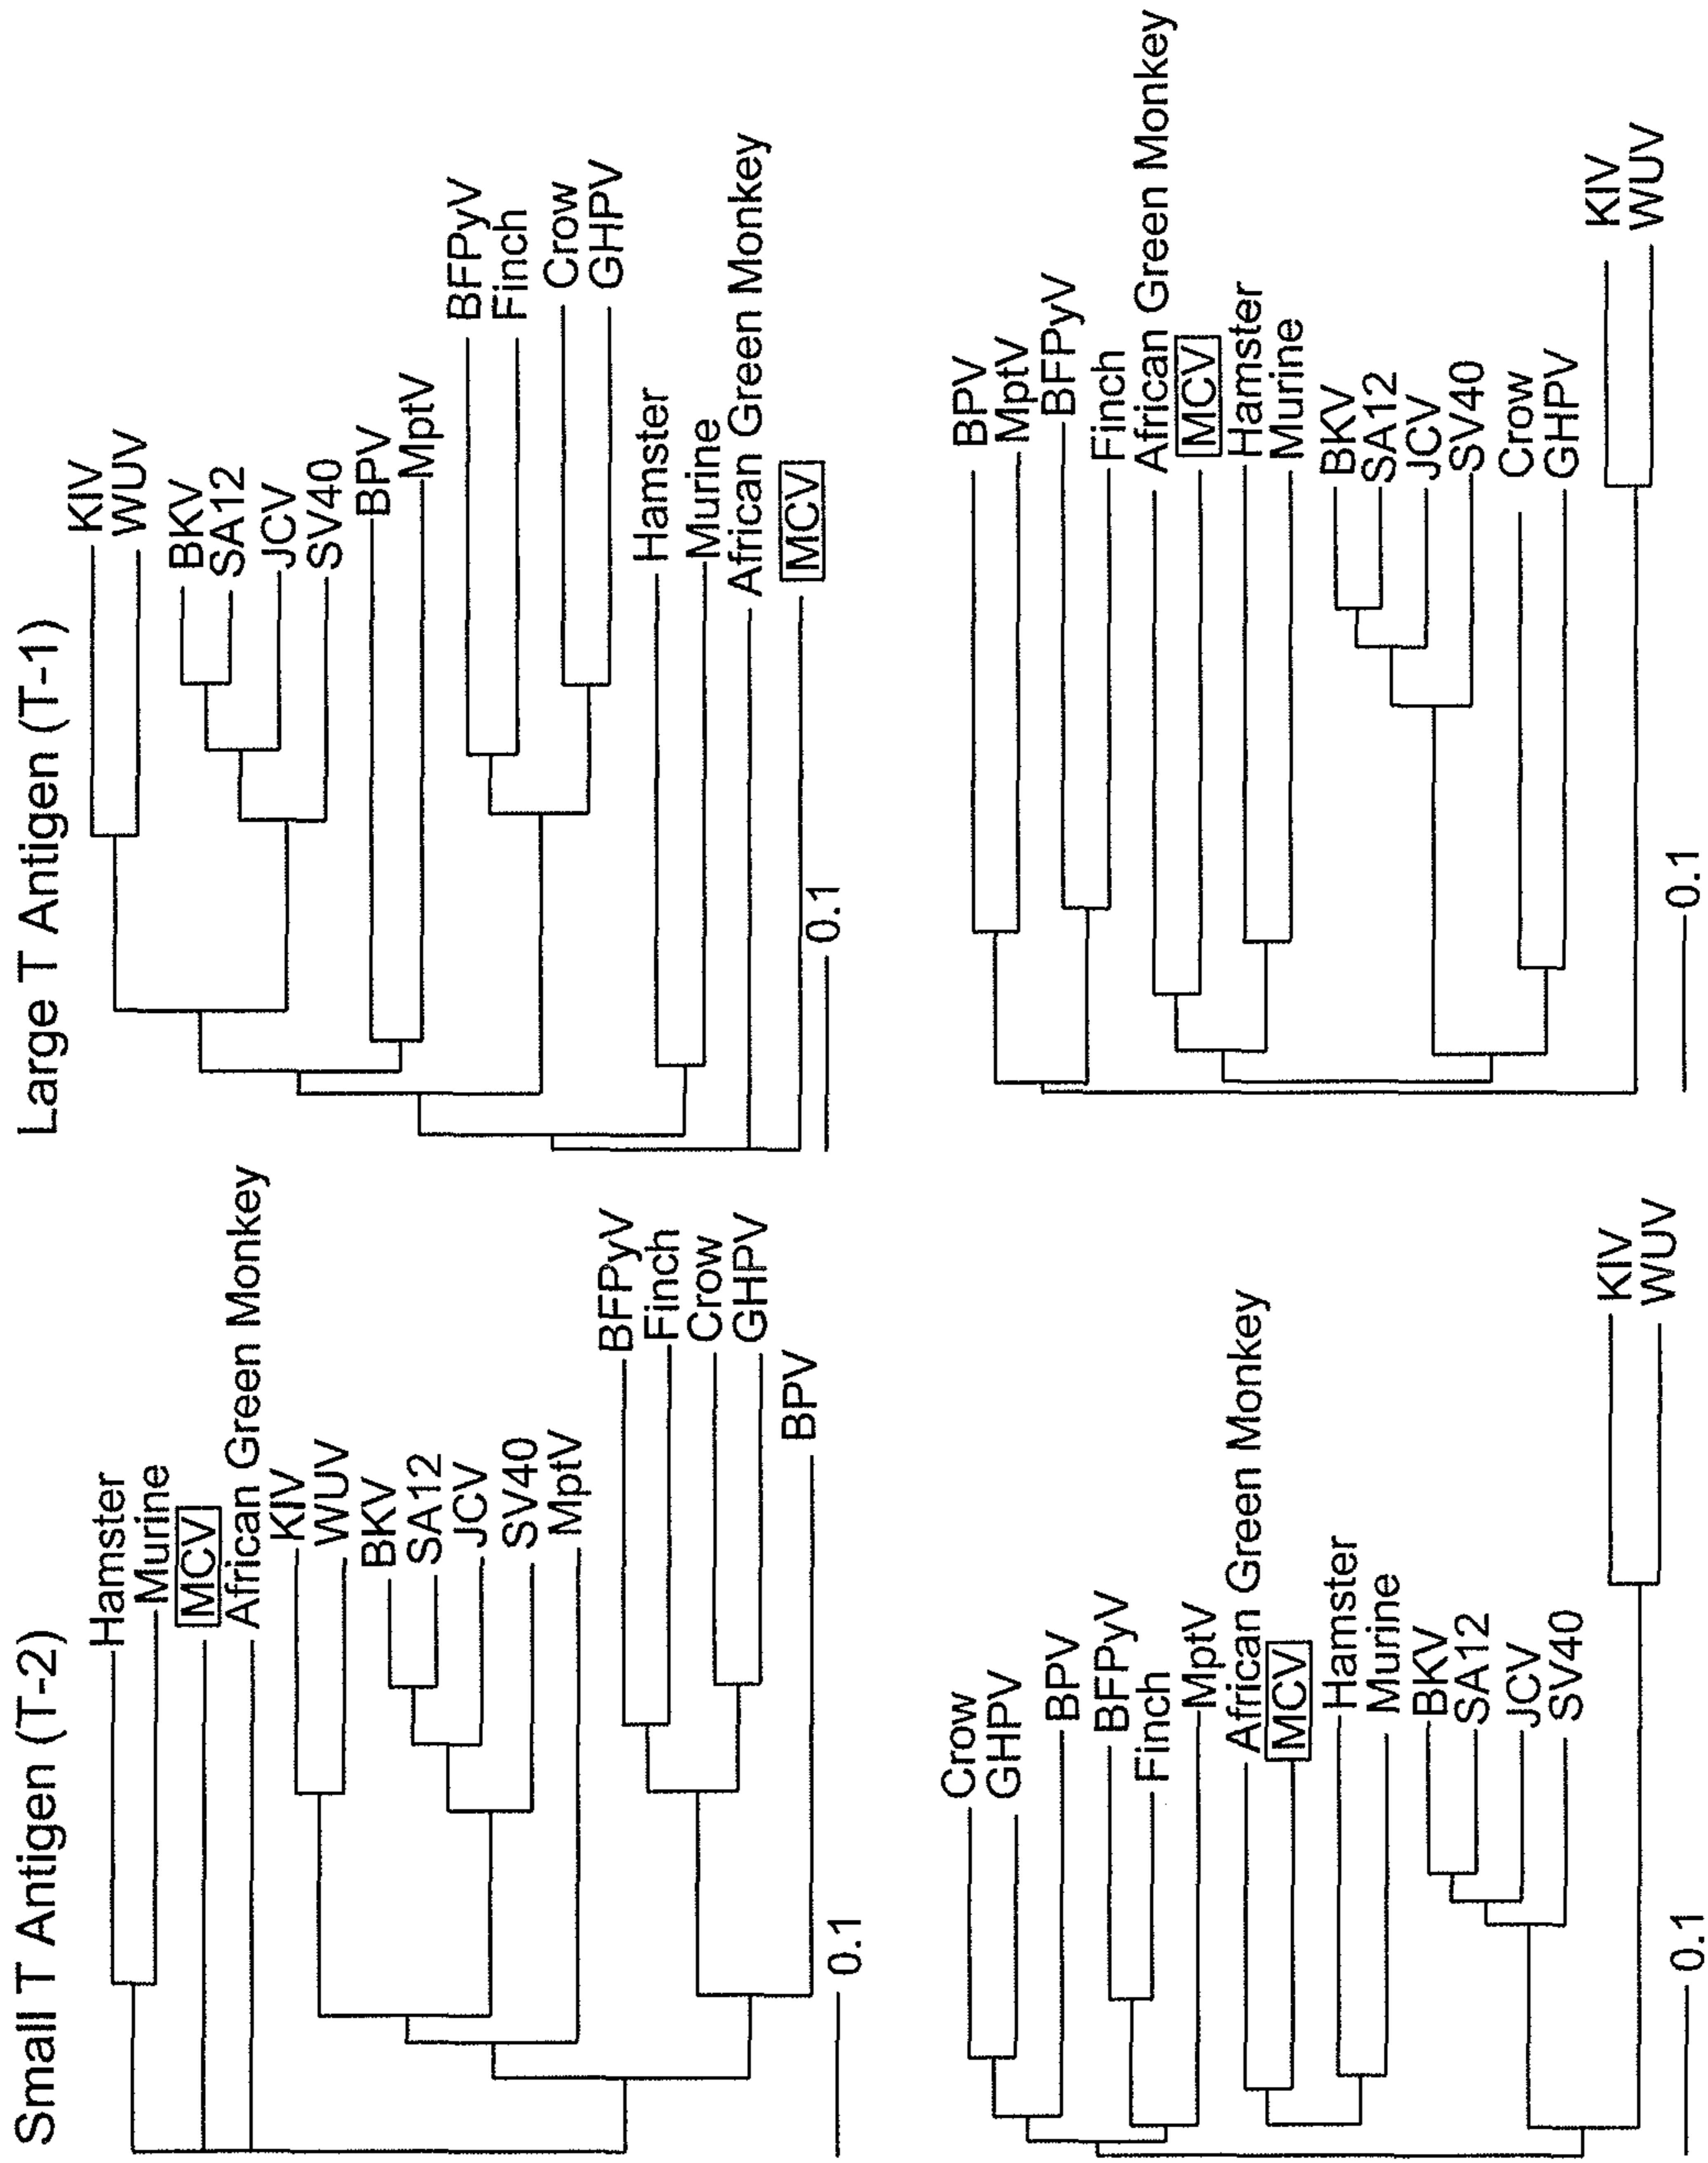 Small T Antigen (T-2)
Hamster
Murine
MCV
African Green Monkey
KIV
WUV
BKV
SA12
JCV
SV40
MptV
BFPyV
Finch
Crow
GHPV
BPV
0.1
Large T Antigen (T-1)
KIV
WUV
BKV
SA12
JCV
SV40
BPV
MptV
BFPyV
Finch
Crow
GHPV
Hamster
Murine
African Green Monkey
MCV
0.1
Crow
GHPV
BPV
BFPyV
Finch
MptV
African Green Monkey
MCV
Hamster
Murine
BKV
SA12
JCV
SV40
KIV
WUV
0.1
BPV
MptV
BFPyV
Finch
African Green Monkey
MCV
Hamster
Murine
BKV
SA12
JCV
SV40
Crow
GHPV
KIV
WUV
0.1